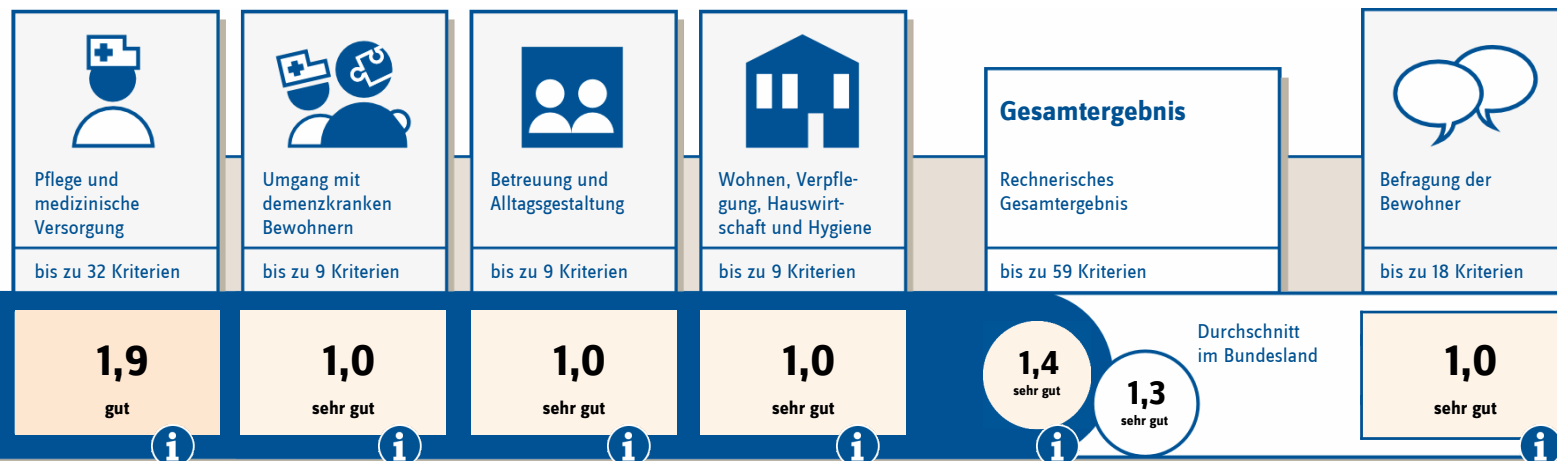 Pflege und
medizinische
Versorgung
bis zu 32 Kriterien
1,9
gut
Umgang mit
demenzkranken
Bewohnern
bis zu 9 Kriterien
1,0
sehr gut
Betreuung und
Alltagsgestaltung
bis zu 9 Kriterien
1,0
sehr gut
Wohnen, Verpfle-
gung, Hauswirt-
schaft und Hygiene
bis zu 9 Kriterien
1,0
sehr gut
Gesamtergebnis
Rechnerisches
Gesamtergebnis
bis zu 59 Kriterien
1,4
sehr gut
1,3
sehr gut
Durchschnitt
im Bundesland
Befragung der
Bewohner
bis zu 18 Kriterien
1,0
sehr gut